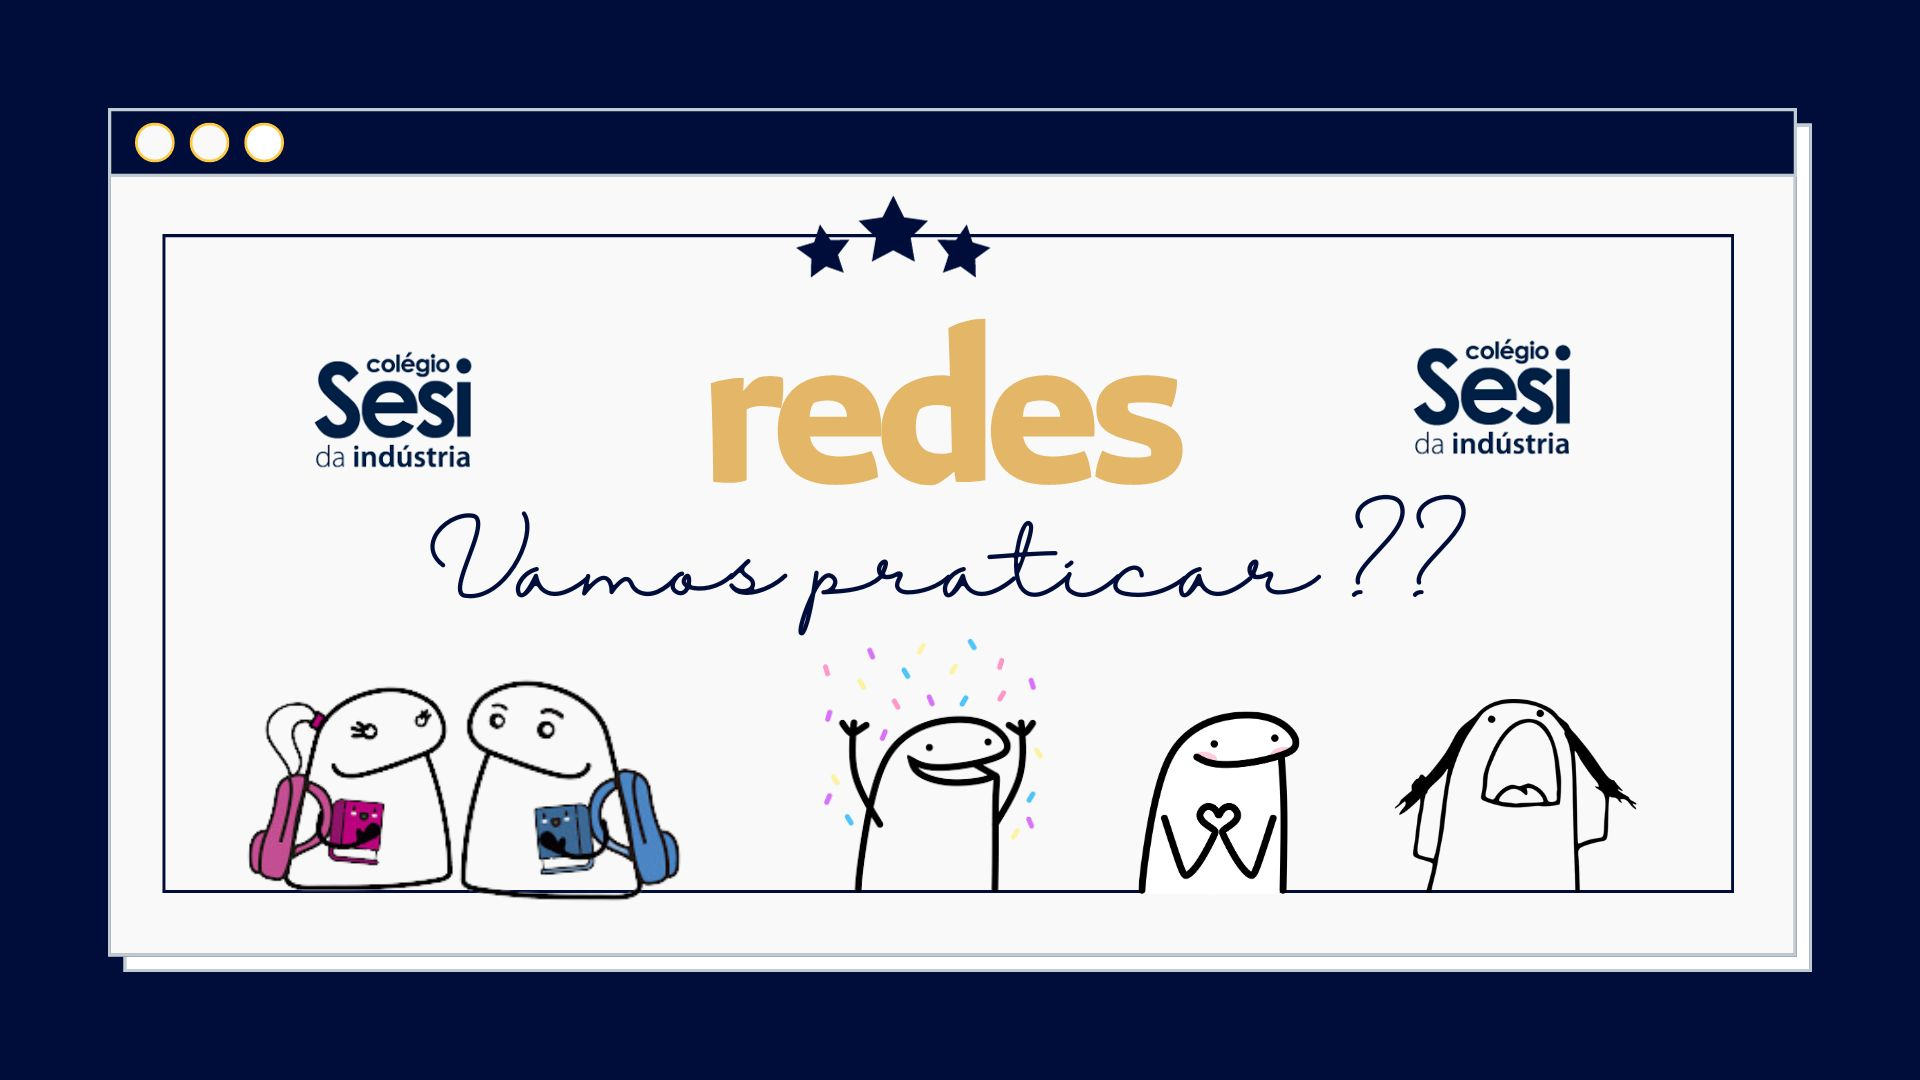 colégio
Sesi
da indústria
redes
colégio
Sesi
da indústria
Vamos praticar ??